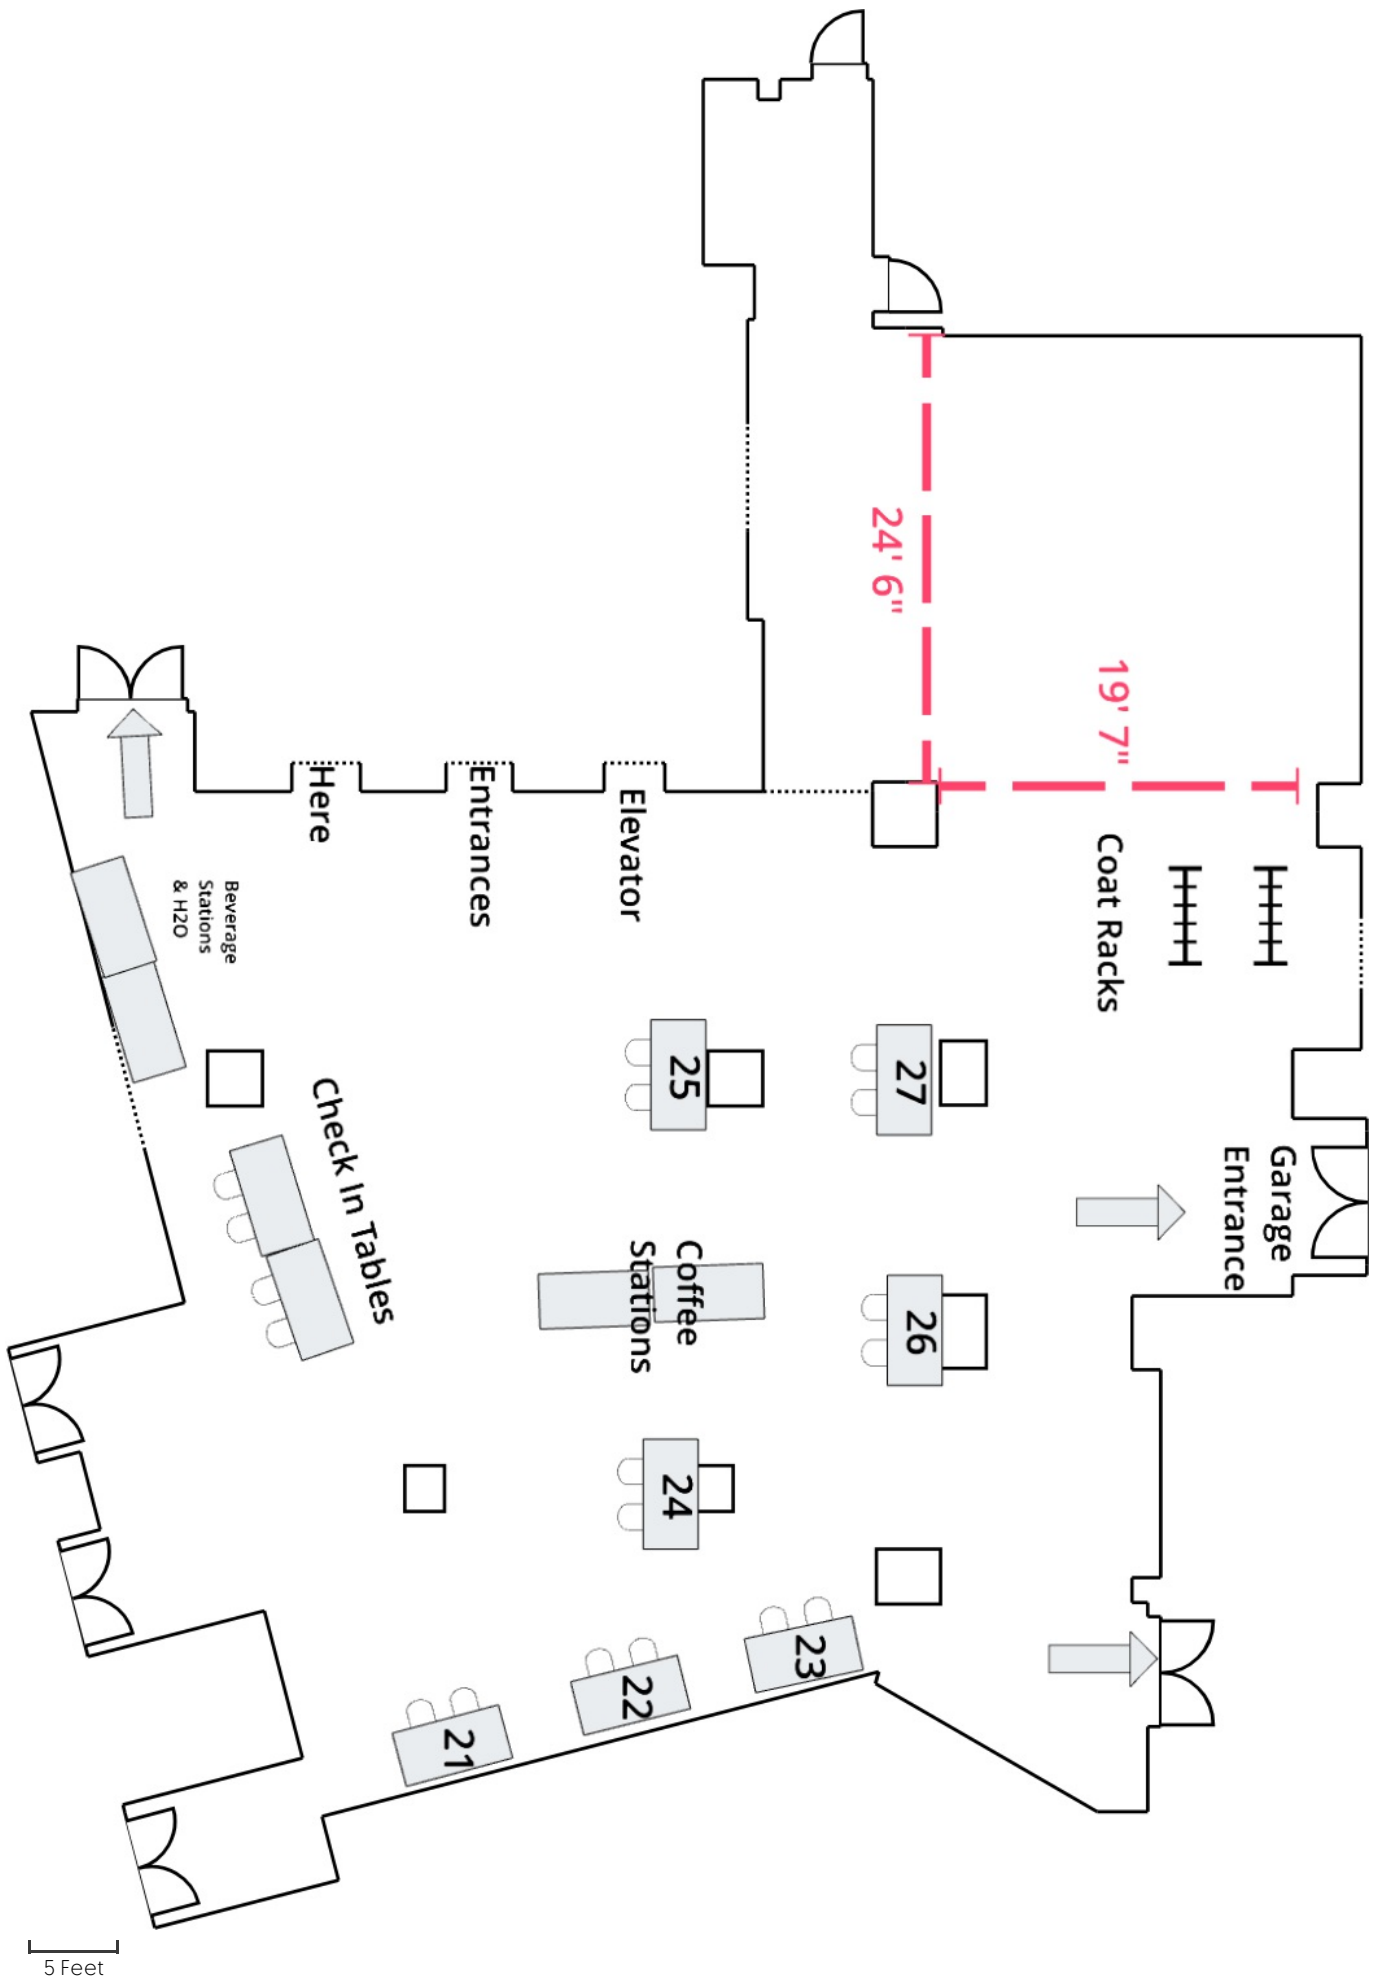 24' 6"
19' 7"
Here
Entrances
Elevator
Coat Racks
Beverage
Stations
& H2O
25
27
Check In Tables
Garage
Entrance
Coffee
Stations
26
24
23
22
21
5 Feet